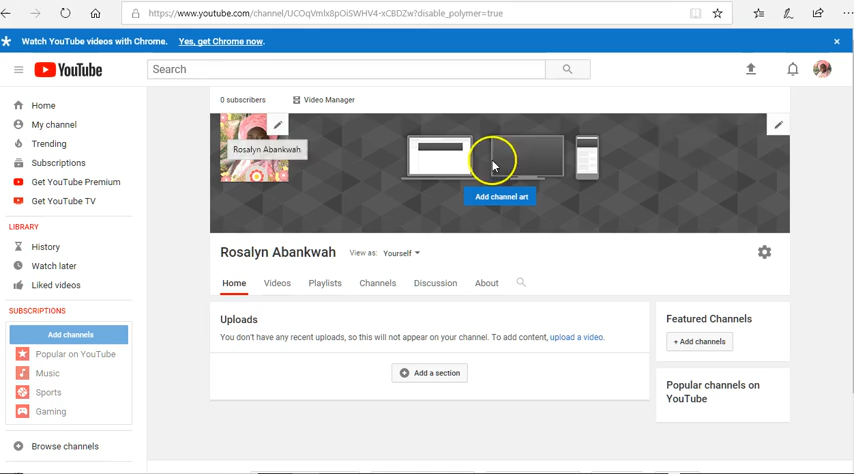 https://www.youtube.com/channel/UCOqVmlx8pOiSWHV4-xCBDZw?disable_polymer=true
Watch YouTube videos with Chrome. Yes, get Chrome now.
YouTube
Search
0 subscribers
Video Manager
Home
My channel
Trending
Subscriptions
Get YouTube Premium
Get YouTube TV
LIBRARY
History
Watch later
Liked videos
SUBSCRIPTIONS
Add channels
Popular on YouTube
Music
Sports
Gaming
Browse channels
Rosalyn Abankwah
Add channel art
Rosalyn Abankwah View as: Yourself
Home Videos Playlists Channels Discussion About
Uploads
You don't have any recent uploads, so this will not appear on your channel. To add content, upload a video.
Add a section
Featured Channels
+ Add channels
Popular channels on
YouTube